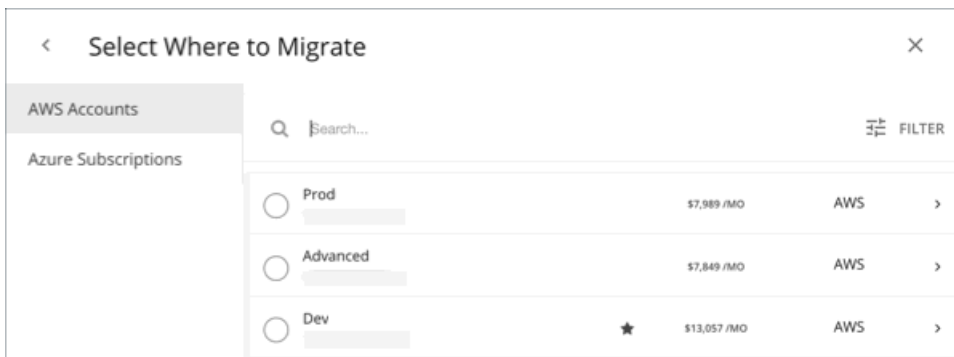 Select Where to Migrate
AWS Accounts
Azure Subscriptions
Search...
FILTER
Prod
$7,989 /MO
AWS
Advanced
$7,849 /MO
AWS
Dev
$13,057 /MO
AWS